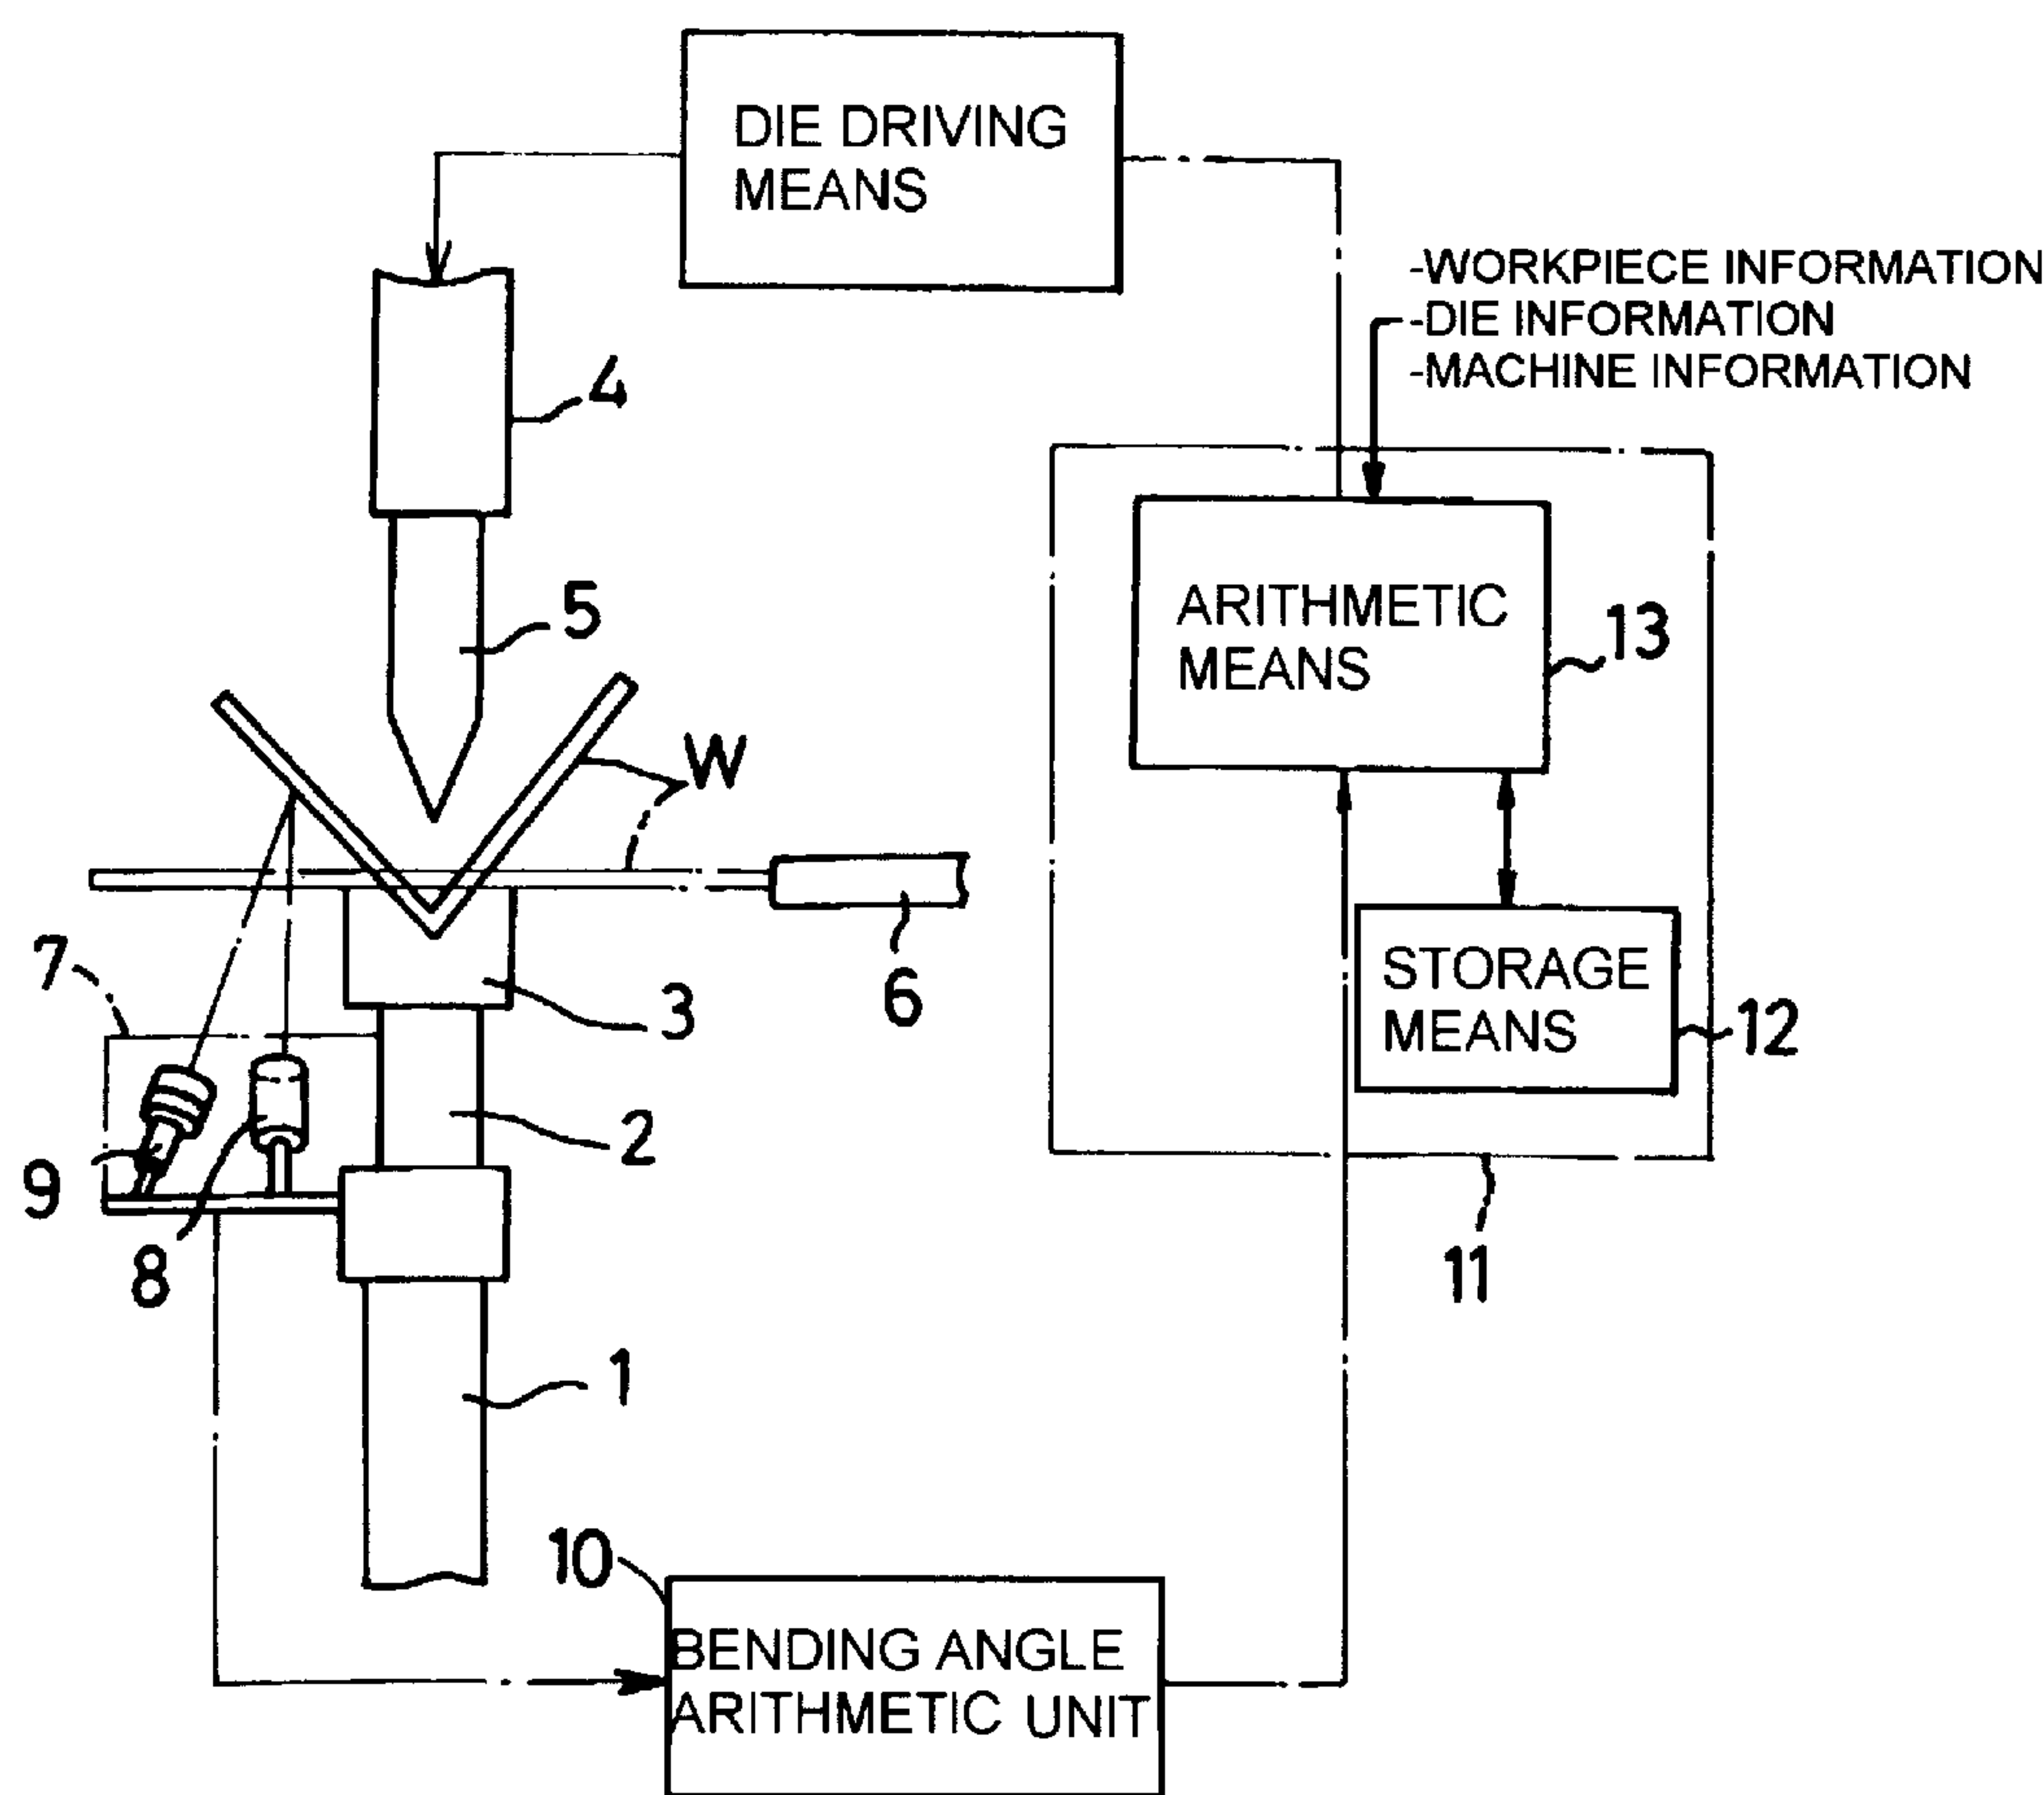 DIE DRIVING
MEANS
-WORKPIECE INFORMATION
-DIE INFORMATION
-MACHINE INFORMATION
4
5
ARITHMETIC
MEANS
13
W
7
3
6
STORAGE
MEANS
12
9
2
8
11
1
10
BENDING ANGLE
ARITHMETIC UNIT